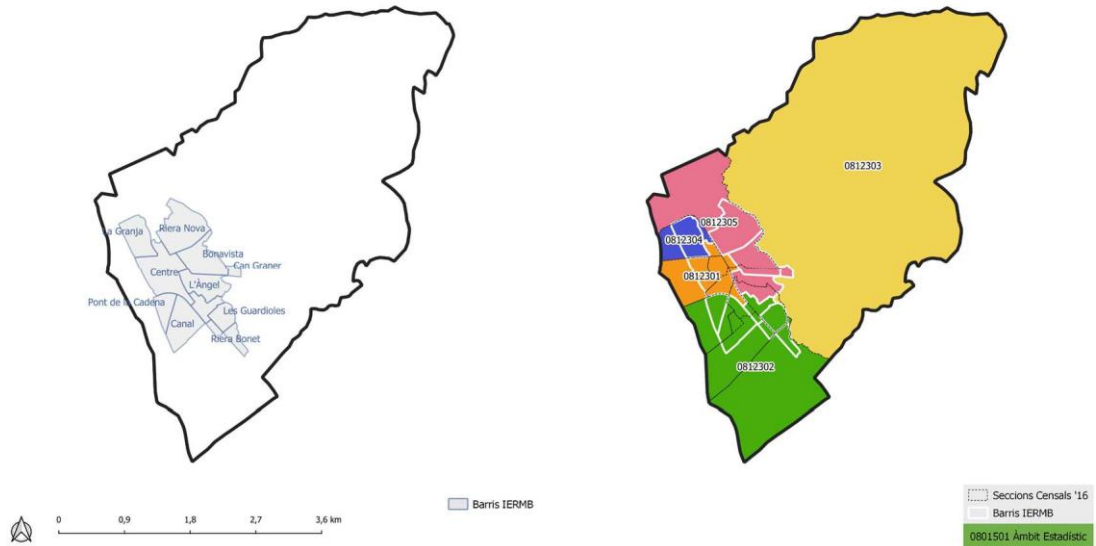 La Granja
Riera Nova
Bonavista
Can Graner
Centre
L'Àngel
Pont de la Cadena
Les Guardioles
Canal
Riera Bonet
Barris IERMB
0
0,9
1,8
2,7
3,6 km
0812303
0812305
0812304
0812301
0812302
Seccions Censals '16
Barris IERMB
0801501 Àmbit Estadístic